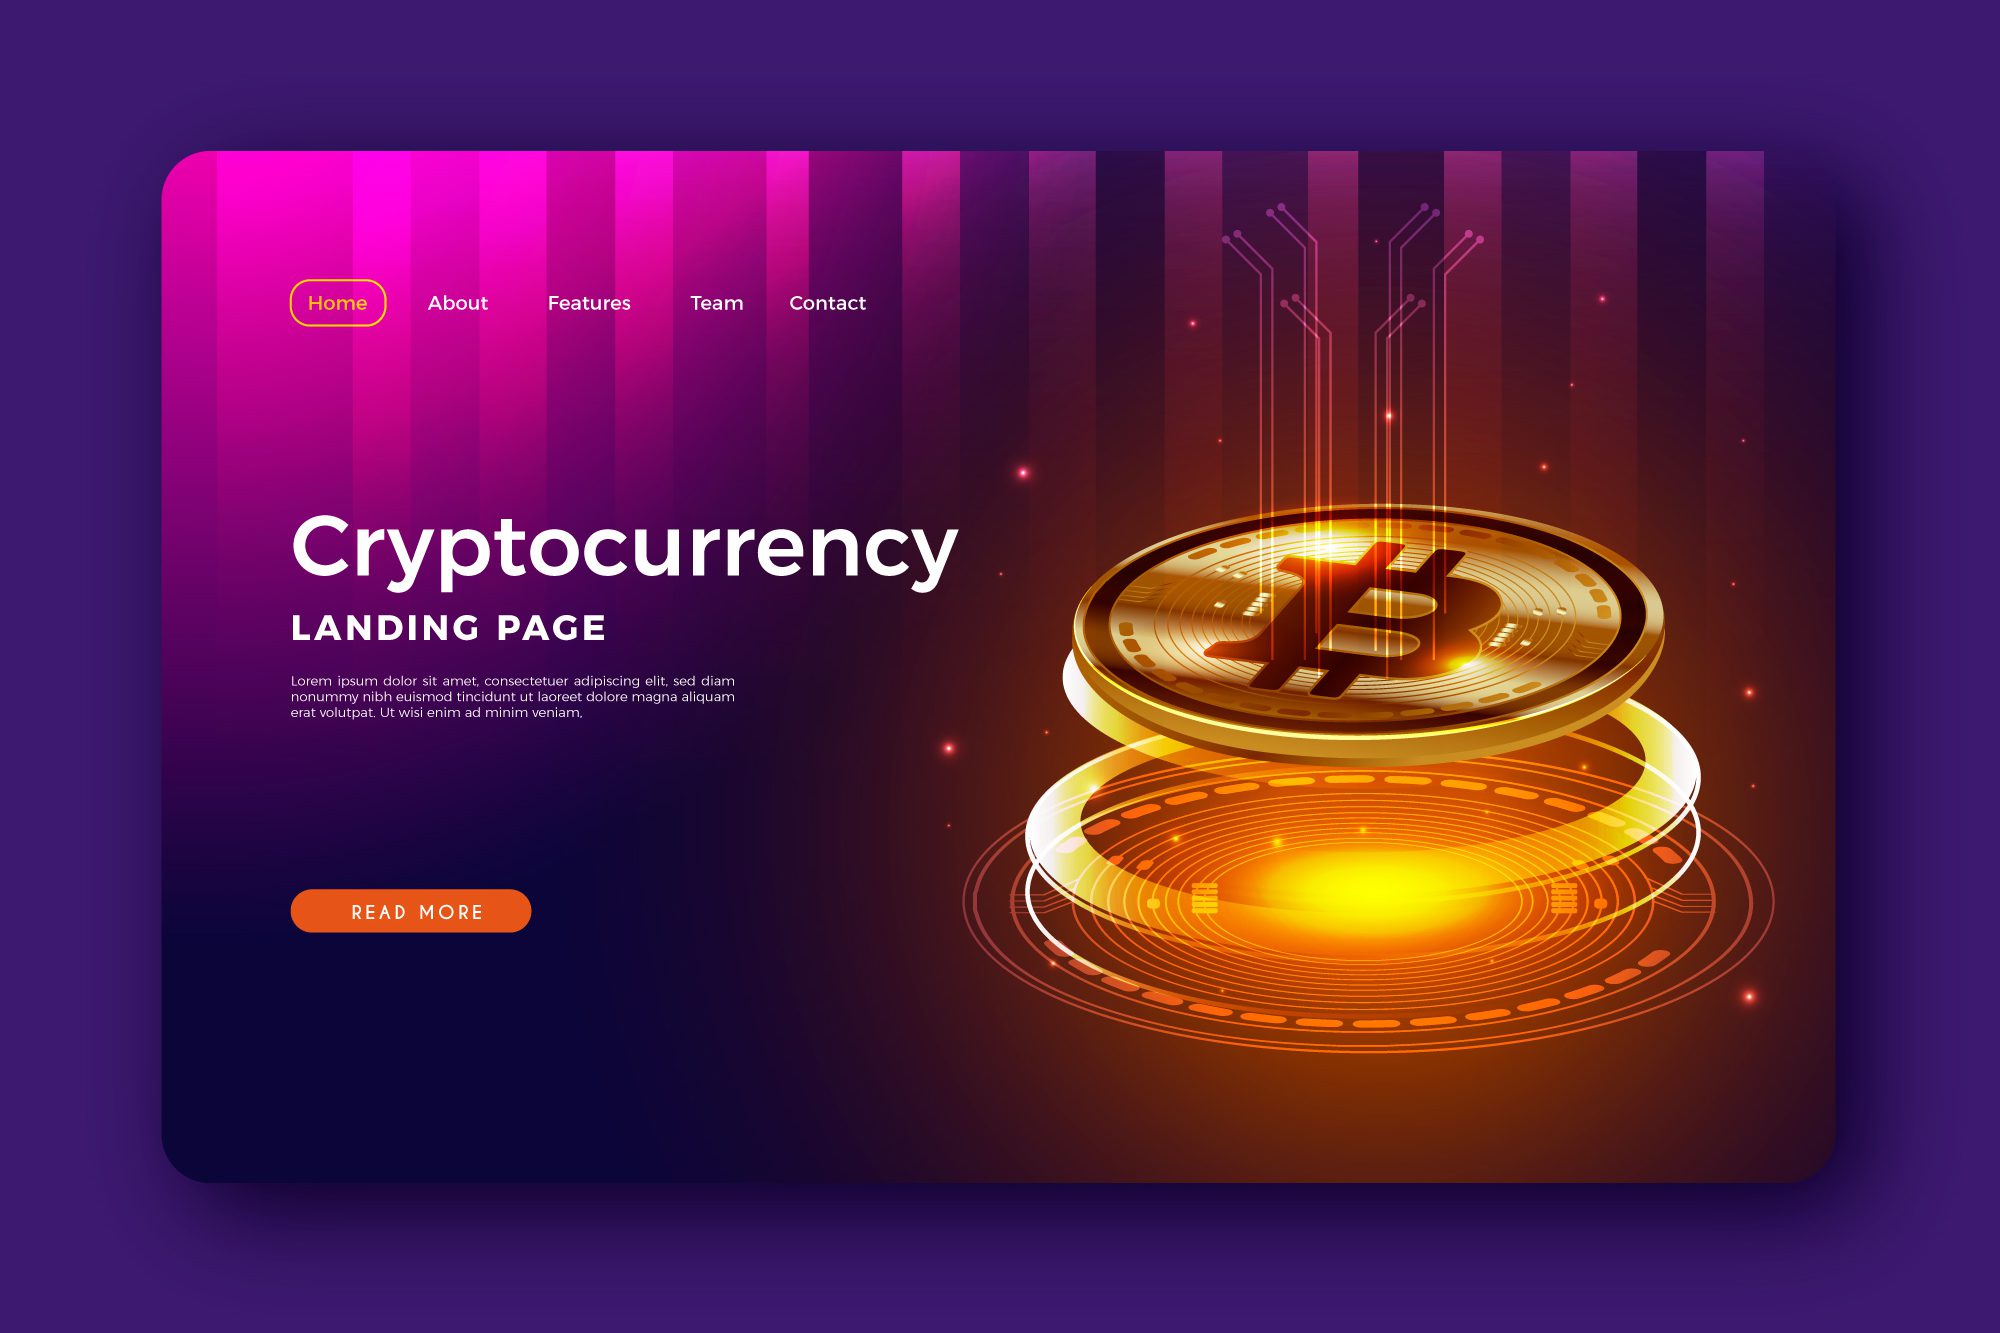 Home About Features Team Contact
Cryptocurrency
LANDING PAGE
Lorem ipsum dolor sit amet, consectetuer adipiscing elit, sed diam
nonummy nibh euismod tincidunt ut laoreet dolore magna aliquam
erat volutpat. Ut wisi enim ad minim veniam,
READ MORE